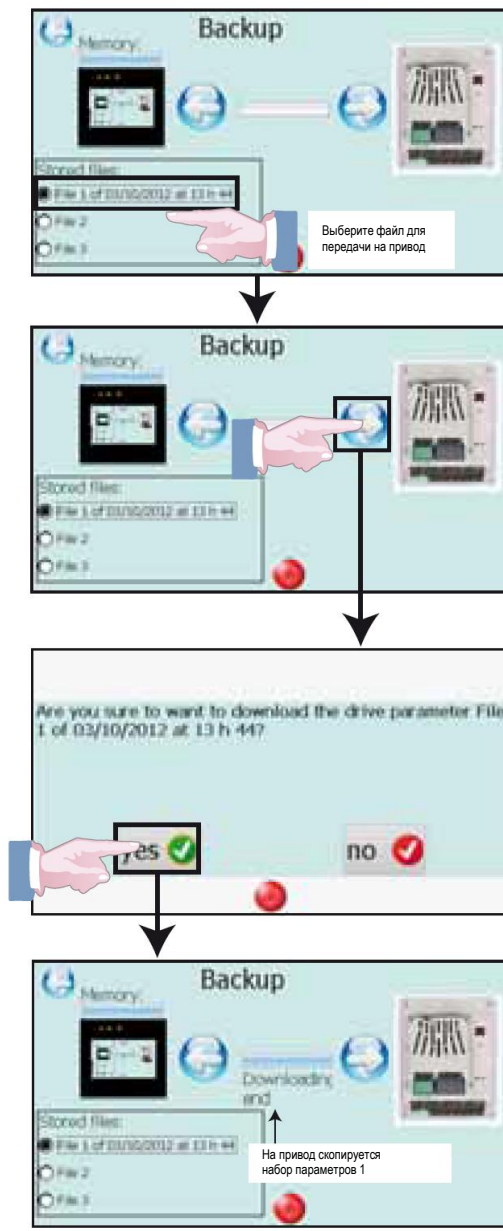 Backup
Memory:
Stored files:
File 1 of 03/10/2012 at 13 h 44
File 2
File 3
Выберите файл для
передачи на привод
Backup
Memory:
Stored files:
File 1 of 03/10/2012 at 13 h 44
File 2
File 3
Are you sure to want to download the drive parameter File
1 of 03/10/2012 at 13 h 44?
yes
no
Backup
Memory:
Downloading
end
Stored files:
File 1 of 03/10/2012 at 13 h 44
File 2
File 3
На привод скопируется
набор параметров 1